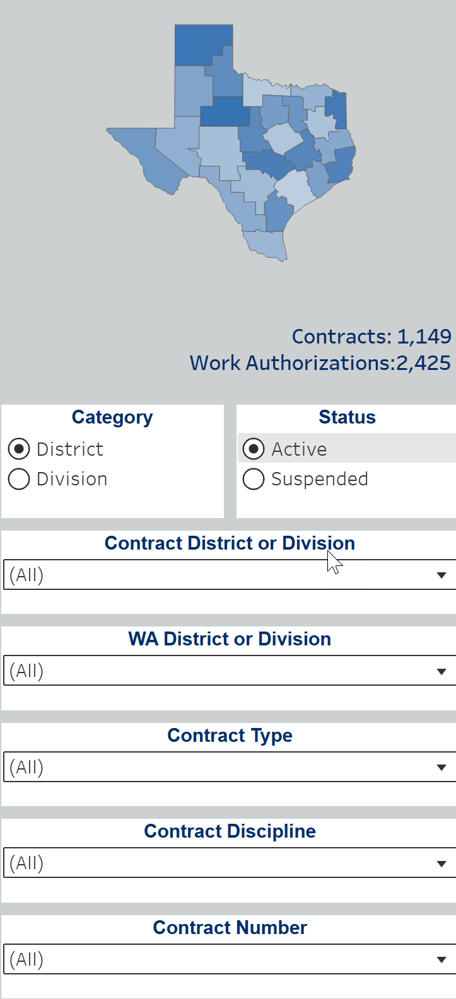 Contracts: 1,149
Work Authorizations:2,425
Category
District
Division
Status
Active
Suspended
Contract District or Division
(All)
WA District or Division
(All)
Contract Type
(All)
Contract Discipline
(All)
Contract Number
(All)